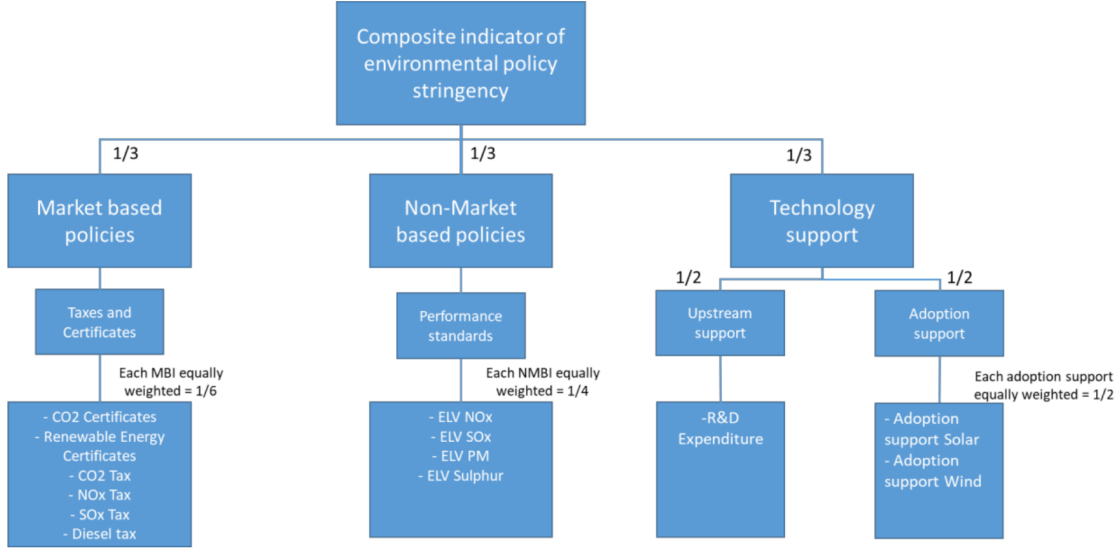 Composite indicator of
environmental policy
stringency
1/3
1/3
1/3
Market based
policies
Non-Market
based policies
Technology
support
1/2
1/2
Taxes and
Certificates
Performance
standards
Upstream
support
Adoption
support
Each MBI equally
weighted = 1/6
Each NMBI equally
weighted = 1/4
Each adoption support
equally weighted = 1/2
- CO2 Certificates
- Renewable Energy
Certificates
- CO2 Tax
- NOx Tax
- SOx Tax
- Diesel tax
- ELV NOx
- ELV SOx
- ELV PM
- ELV Sulphur
-R&D
Expenditure
- Adoption
support Solar
- Adoption
support Wind